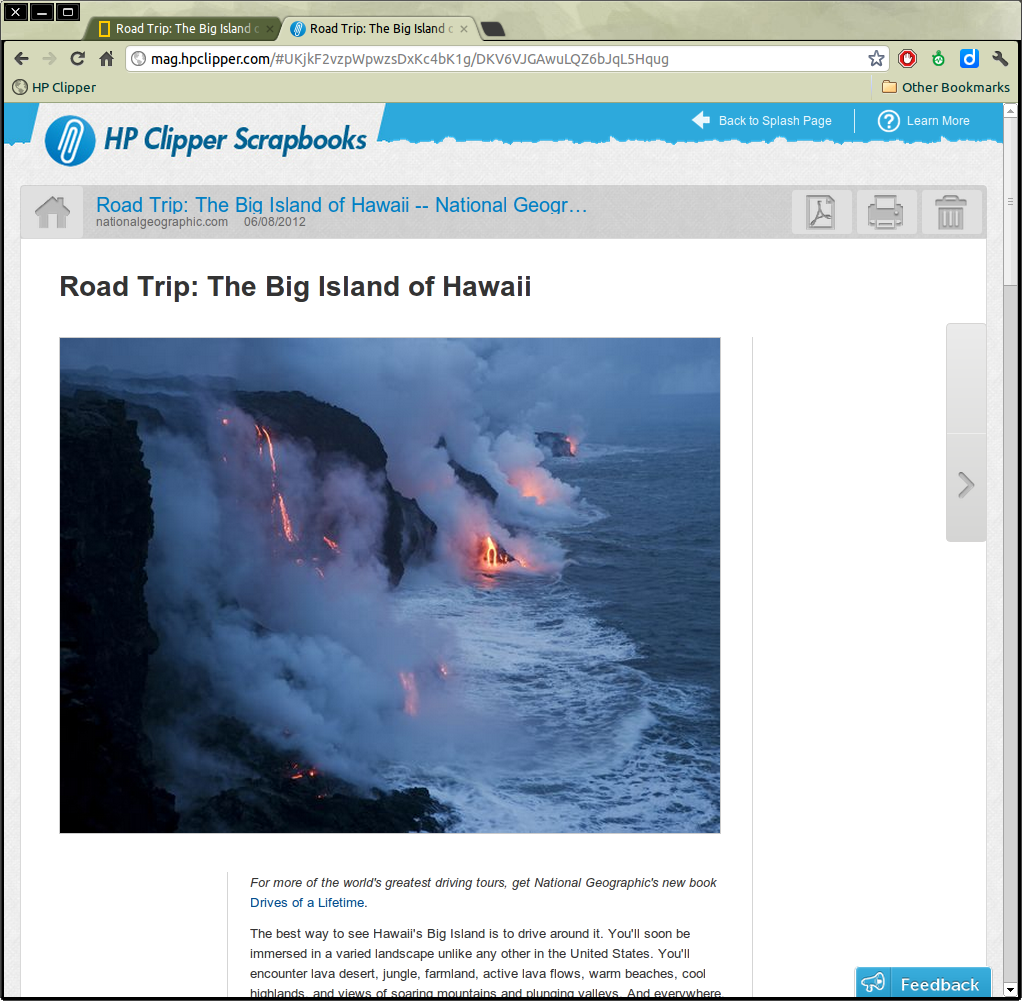 Road Trip: The Big Island o
Road Trip: The Big Island o
mag.hpclipper.com/#UKjkF2vzpWpwzsDxKc4bK1g/DKV6VJGAwuLQZ6bJqL5Hqug
HP Clipper
Other Bookmarks
HP Clipper Scrapbooks
Back to Splash Page
? Learn More
Road Trip: The Big Island of Hawaii -- National Geogr…
nationalgeographic.com 06/08/2012
Road Trip: The Big Island of Hawaii
For more of the world's greatest driving tours, get National Geographic's new book
Drives of a Lifetime.
The best way to see Hawaii's Big Island is to drive around it. You'll soon be
immersed in a varied landscape unlike any other in the United States. You'll
encounter lava desert, jungle, farmland, active lava flows, warm beaches, cool
highlands, and views of soaring mountains and plunging valleys. And everywhere
Feedback